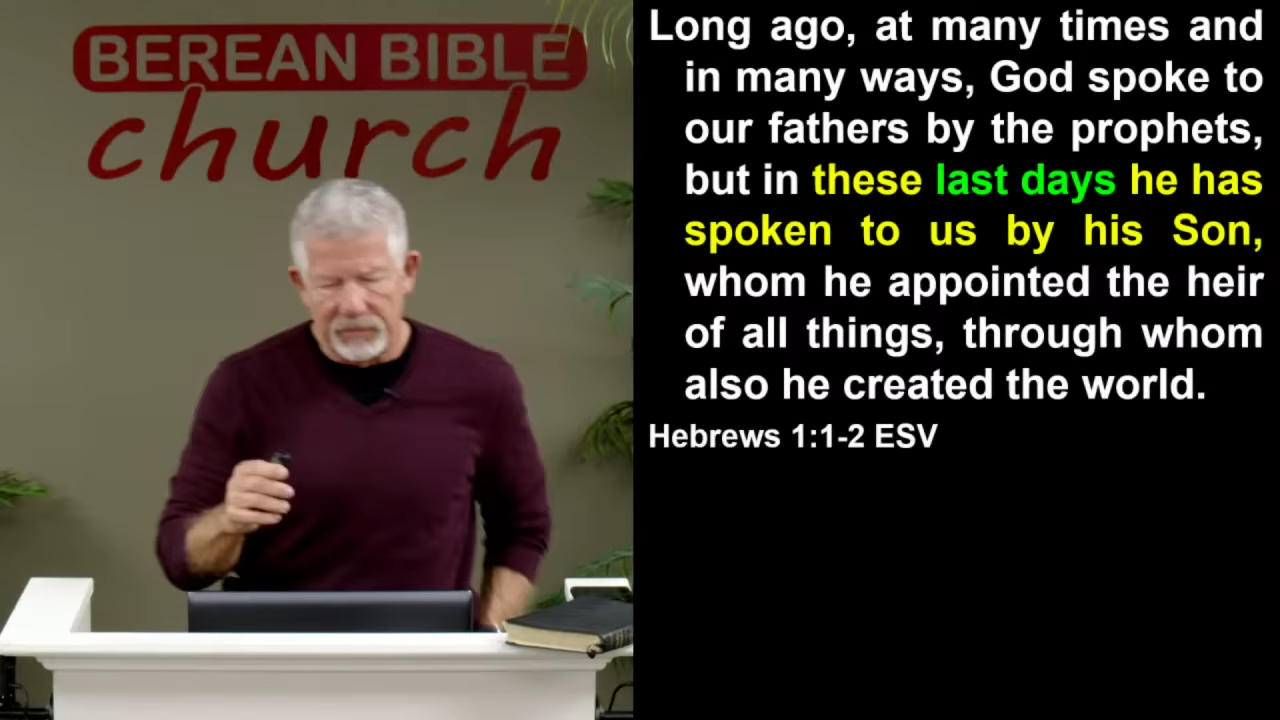 BEREAN BIBLE
church
Long ago, at many times and
in many ways, God spoke to
our fathers by the prophets,
but in these last days he has
spoken to us by his Son,
whom he appointed the heir
of all things, through whom
also he created the world.
Hebrews 1:1-2 ESV